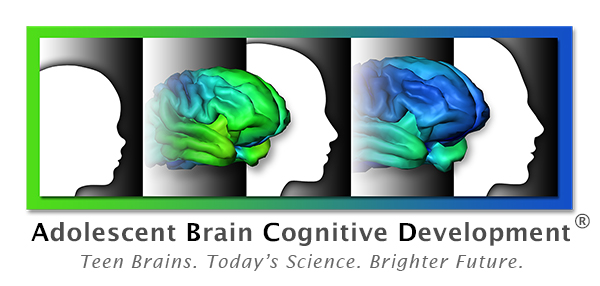 Adolescent Brain Cognitive Development®
Teen Brains. Today's Science. Brighter Future.